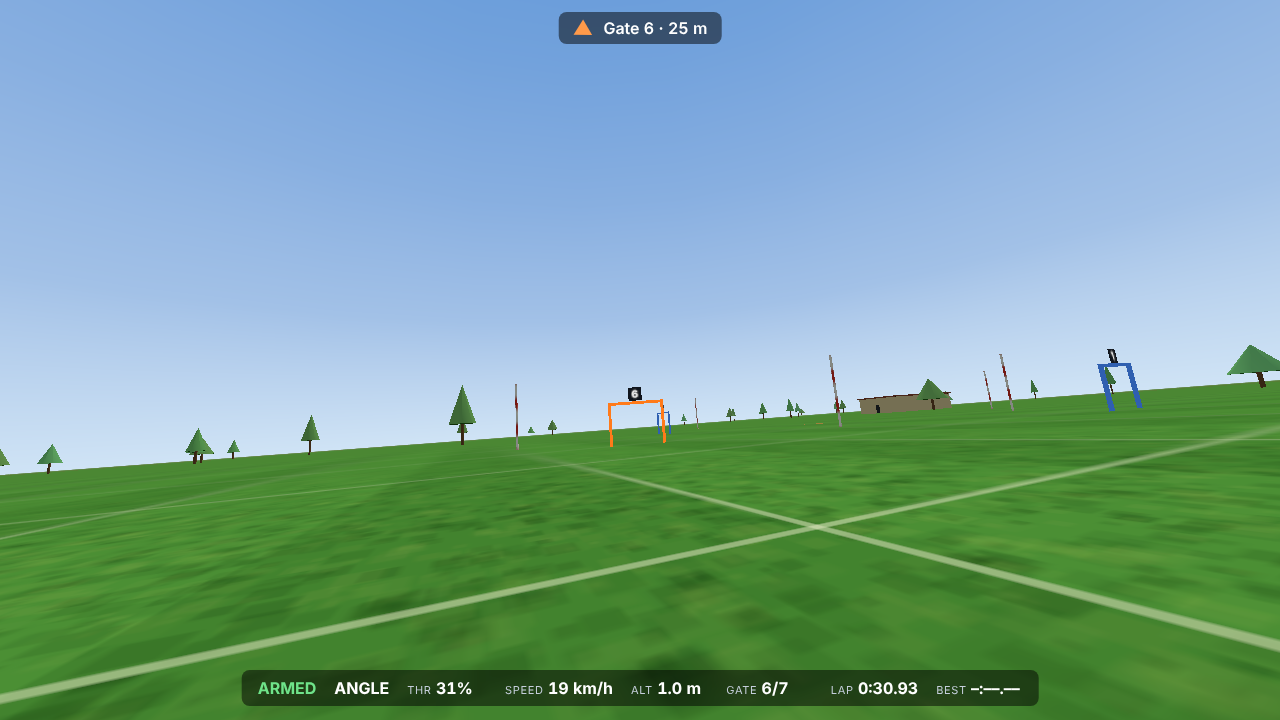 Gate 6 · 25 m
6
ARMED ANGLE THR 31% SPEED 19 km/h ALT 1.0 m GATE 6/7 LAP 0:30.93 BEST –:––.––